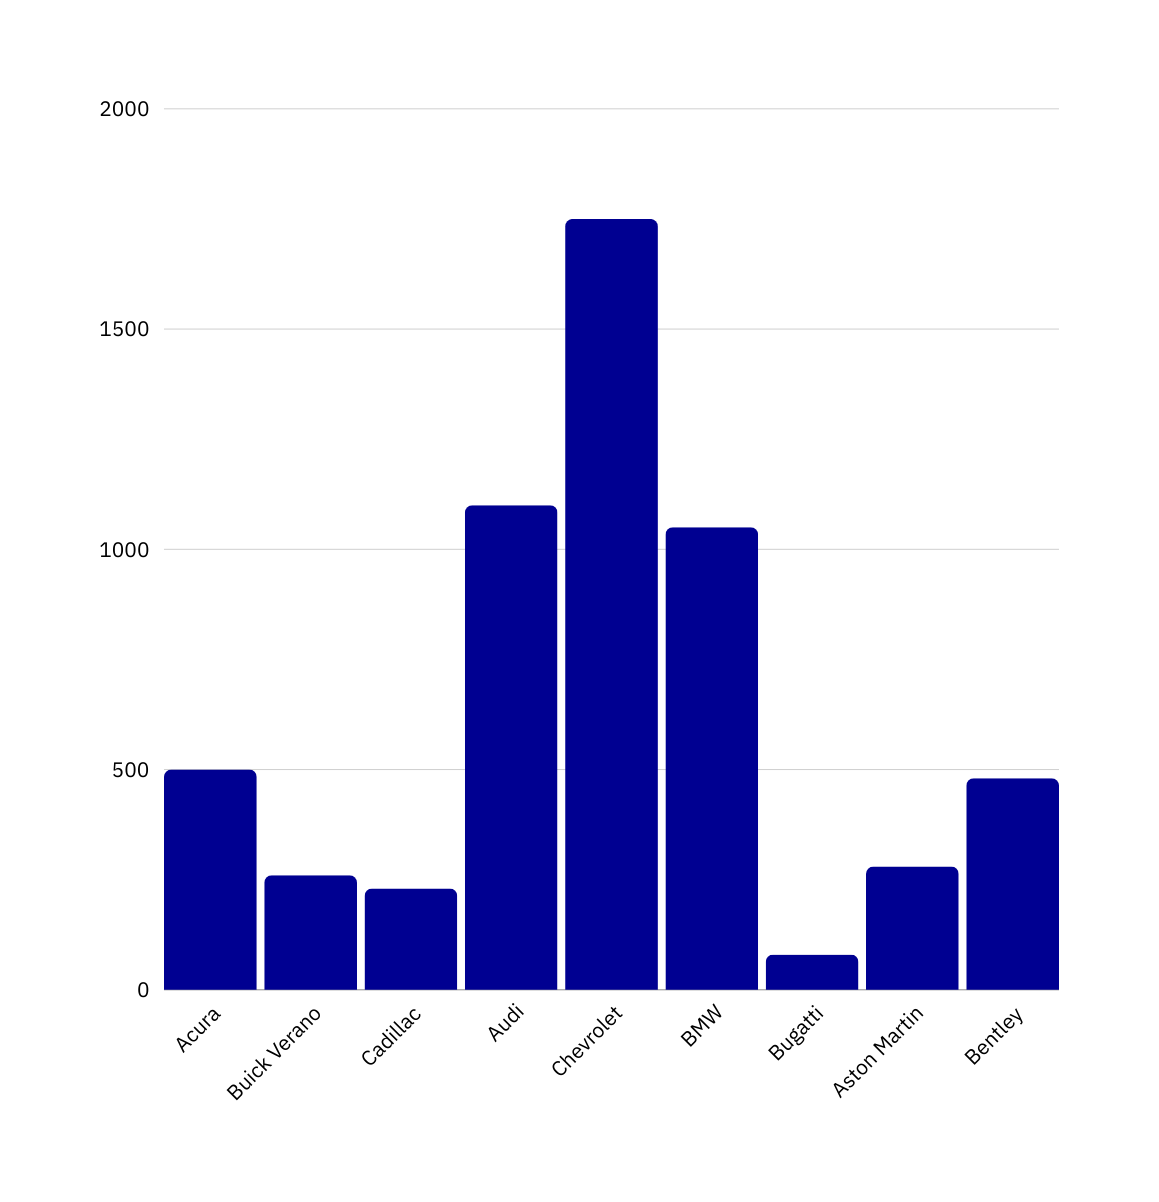 2000
1500
1000
500
0
Acura
Buick Verano
Cadillac
Audi
Chevrolet
BMW
Bugatti
Aston Martin
Bentley